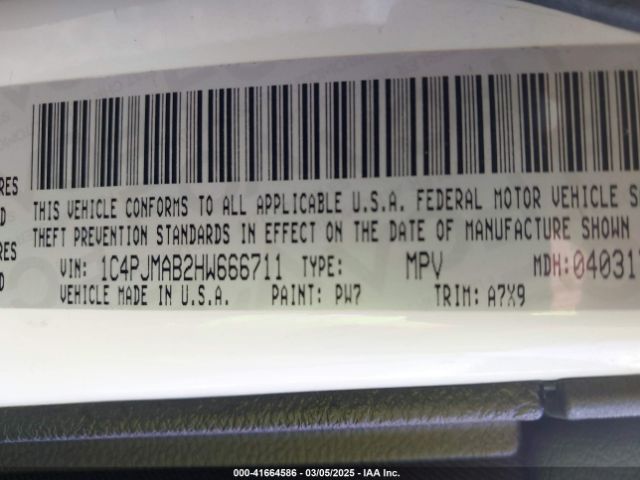 RES
THIS VEHICLE CONFORMS TO ALL APPLICABLE U.S.A. FEDERAL MOTOR VEHICLE S
D
THEFT PREVENTION STANDARDS IN EFFECT ON THE DATE OF MANUFACTURE SHOWN
RES
VIN: 1C4PJMAB2HW666711 TYPE: MPV MDH:04031
D
VEHICLE MADE IN U.S.A. PAINT: PW7 TRIM: A7X9
000-41664586 - 03/05/2025 - IAA Inc.